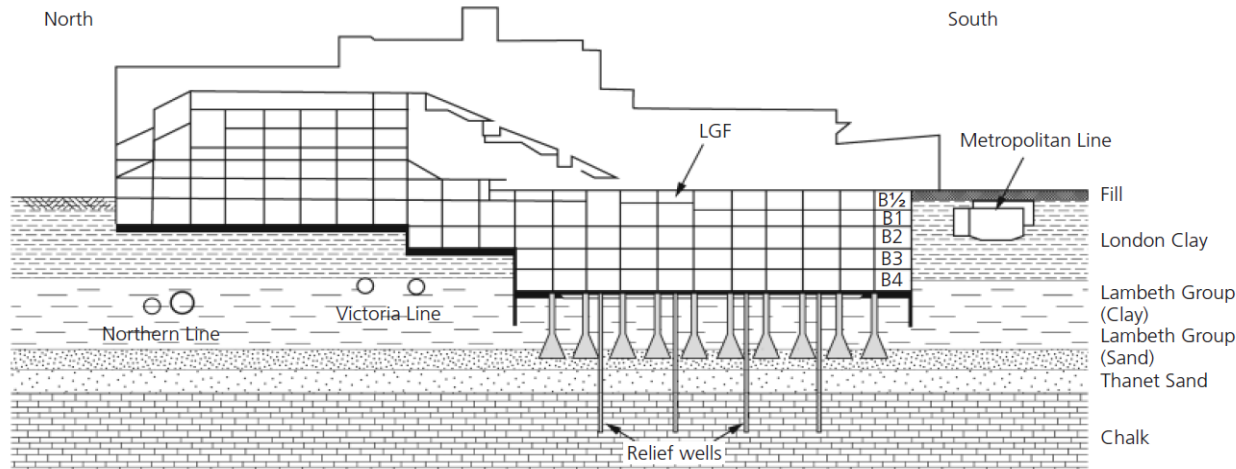 North
South
LGF
Metropolitan Line
B½
B1
B2
B3
B4
Fill
London Clay
Lambeth Group
(Clay)
Lambeth Group
(Sand)
Thanet Sand
Chalk
Victoria Line
Northern Line
Relief wells